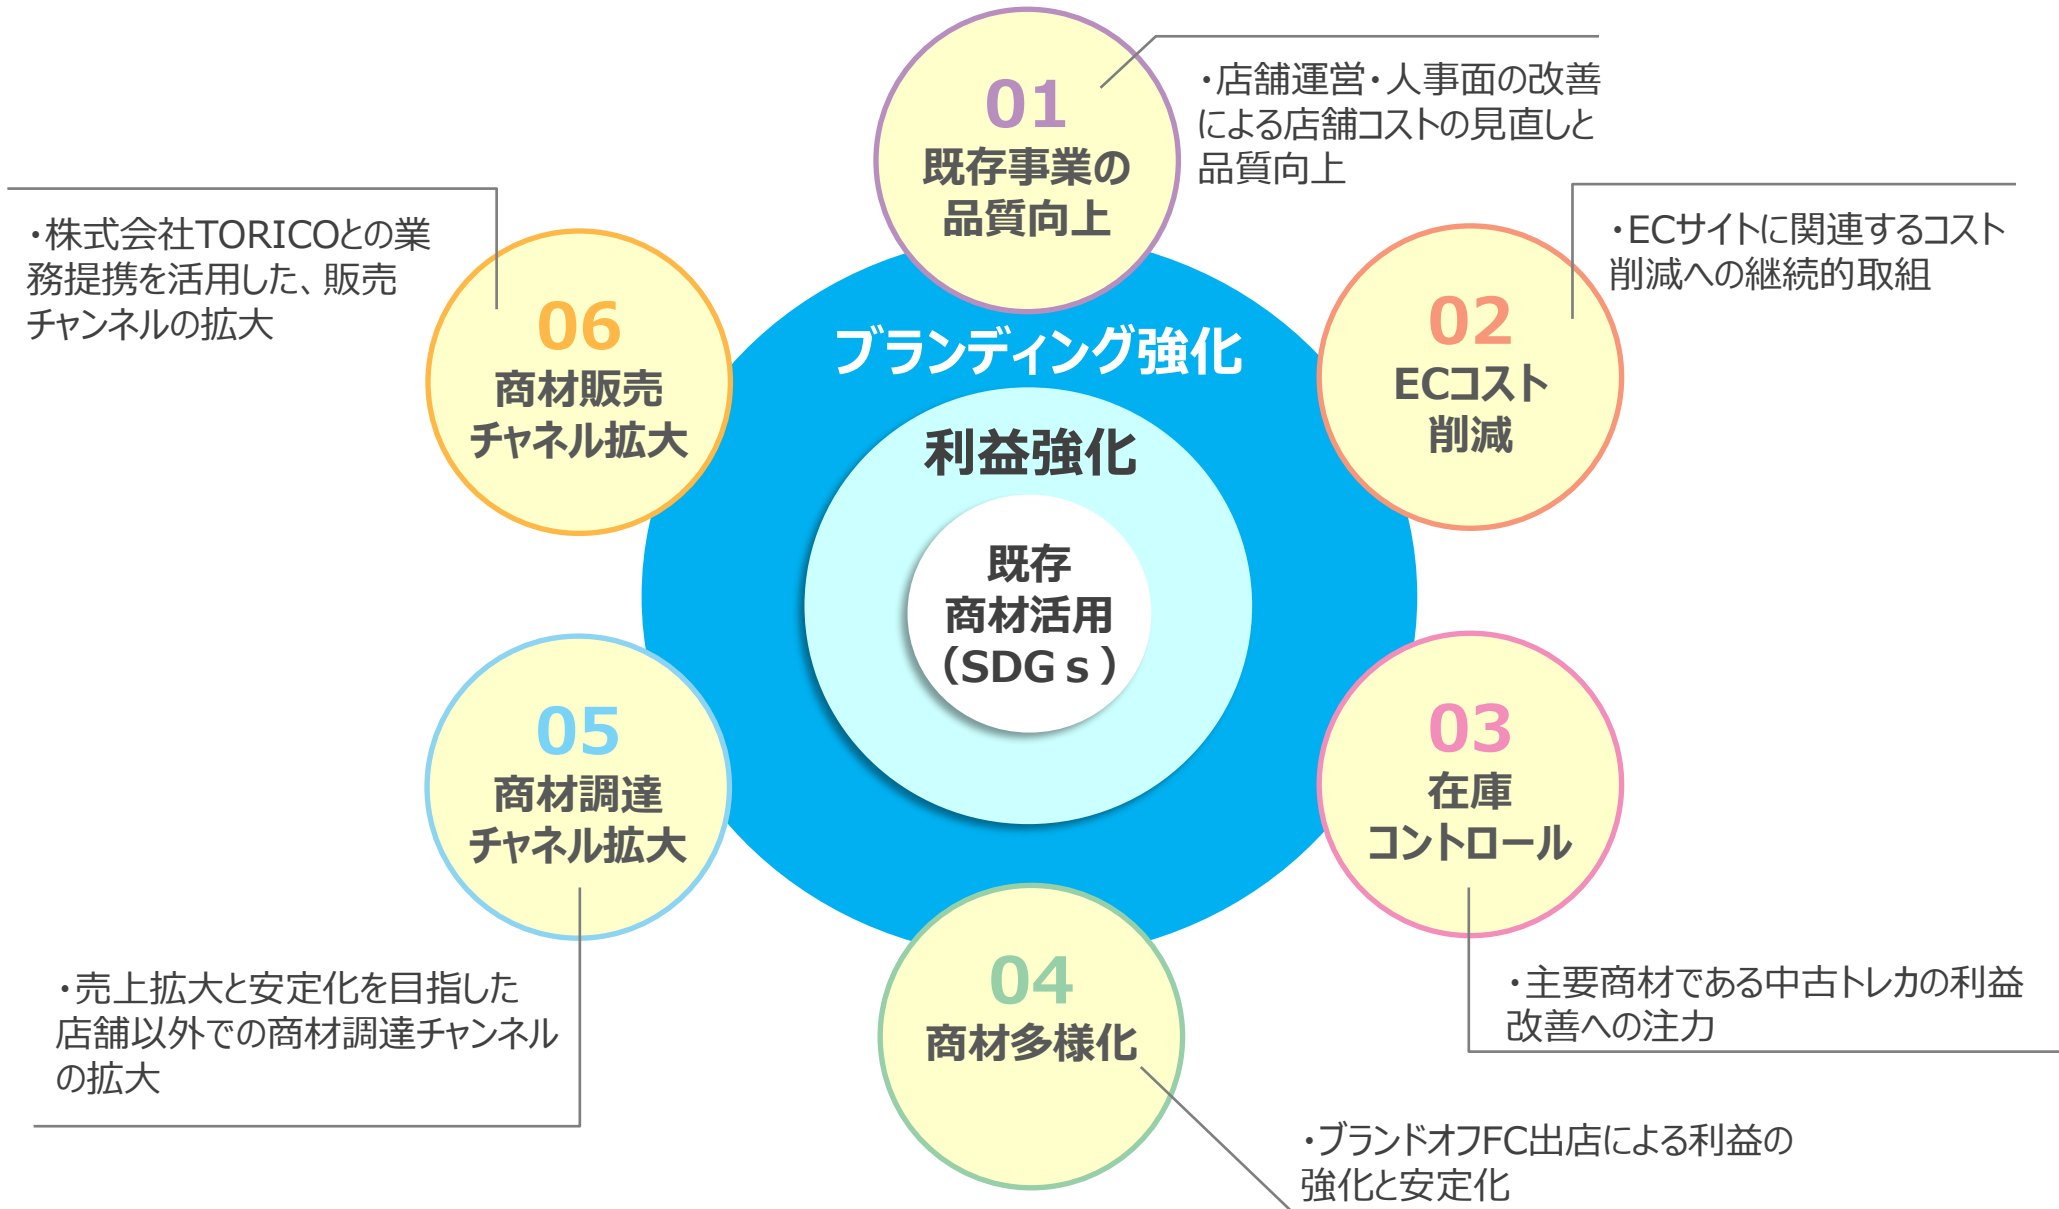 01
既存事業の
品質向上
・店舗運営・人事面の改善
による店舗コストの見直しと
品質向上
02
ECコスト
削減
・ECサイトに関連するコスト
削減への継続的取組
03
在庫
コントロール
・主要商材である中古トレカの利益
改善への注力
04
商材多様化
・ブランドオフFC出店による利益の
強化と安定化
05
商材調達
チャネル拡大
・売上拡大と安定化を目指した
店舗以外での商材調達チャンネル
の拡大
06
商材販売
チャネル拡大
・株式会社TORICOとの業
務提携を活用した、販売
チャンネルの拡大
ブランディング強化
利益強化
既存
商材活用
（SDGｓ）